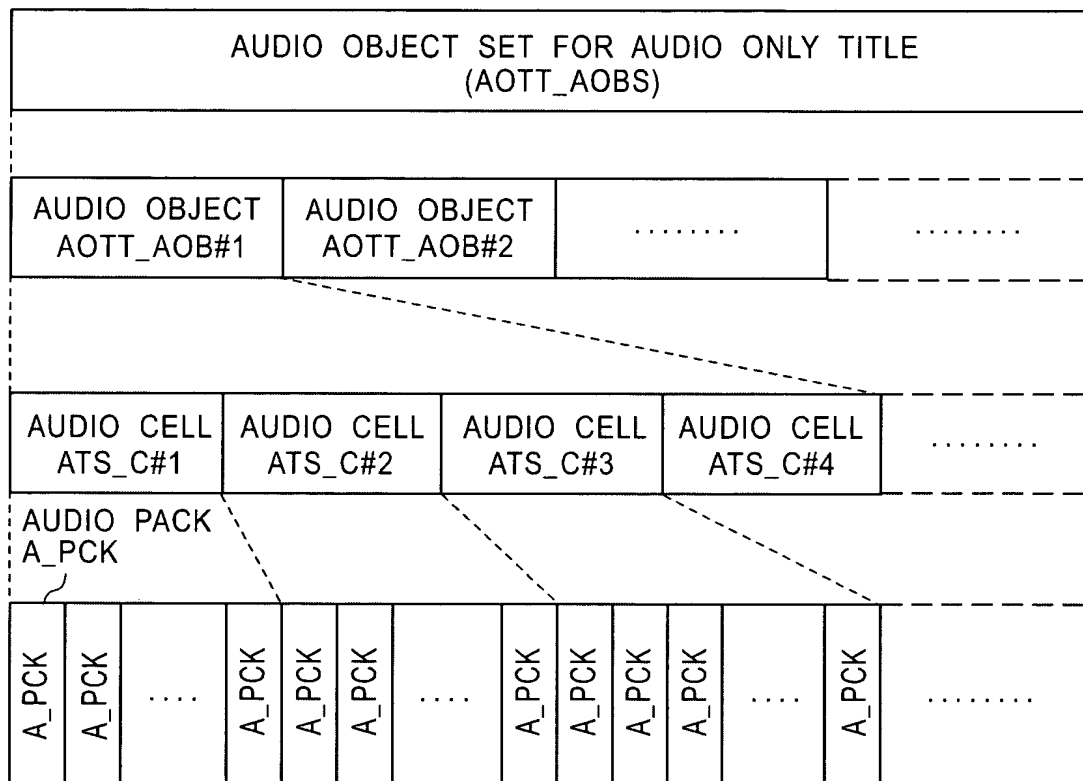 AUDIO OBJECT SET FOR AUDIO ONLY TITLE
(AOTT_AOBS)
AUDIO OBJECT
AOTT_AOB#1
AUDIO OBJECT
AOTT_AOB#2
........
........
AUDIO CELL
ATS_C#1
AUDIO CELL
ATS_C#2
AUDIO CELL
ATS_C#3
AUDIO CELL
ATS_C#4
........
AUDIO PACK
A_PCK
A_PCK
A_PCK
....
A_PCK
A_PCK
A_PCK
....
A_PCK
A_PCK
A_PCK
A_PCK
....
A_PCK
........